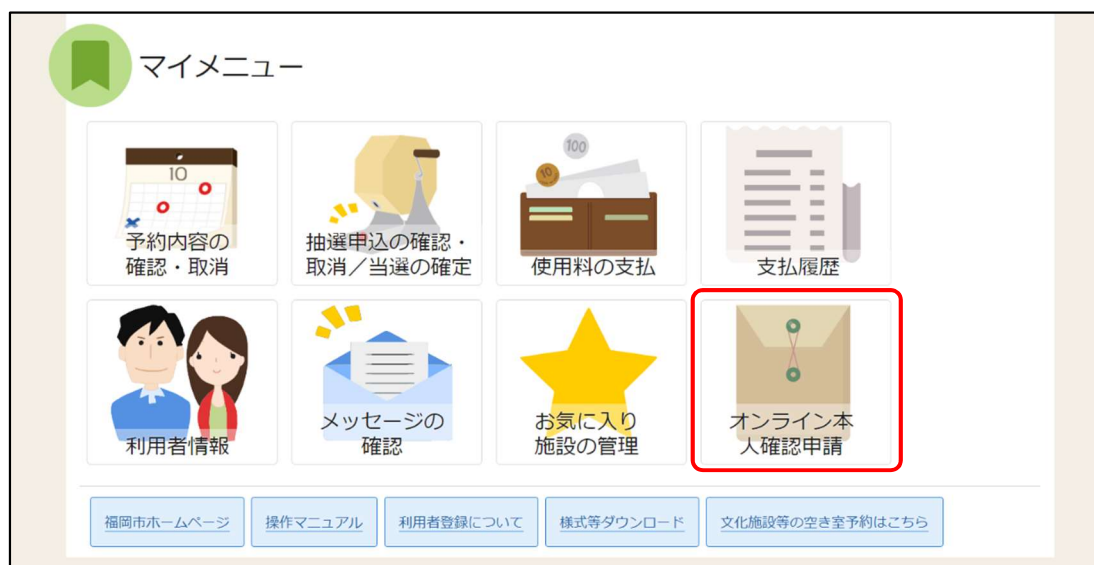 マイメニュー
10
予約内容の
確認・取消
抽選申込の確認・
取消／当選の確定
100
10
使用料の支払
支払履歴
利用者情報
メッセージの
確認
お気に入り
施設の管理
オンライン本
人確認申請
福岡市ホームページ
操作マニュアル
利用者登録について
様式等ダウンロード
文化施設等の空き室予約はこちら